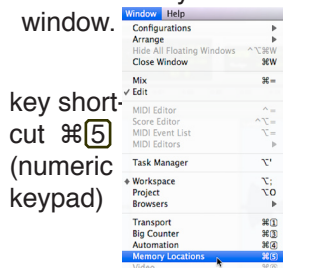 window.
key short-
cut ⌘5
(numeric
keypad)
Window Help
Configurations ▶
Arrange ▶
Hide All Floating Windows ^⌥⌘W
Close Window ⌘W
Mix ⌘=
✓ Edit
MIDI Editor ^=
Score Editor ^⌥=
MIDI Event List ⌥=
MIDI Editors ▶
Task Manager ⌥'
◆ Workspace ⌥;
Project ⌥O
Browsers ▶
Transport ⌘1
Big Counter ⌘3
Automation ⌘4
Memory Locations ⌘5
Video